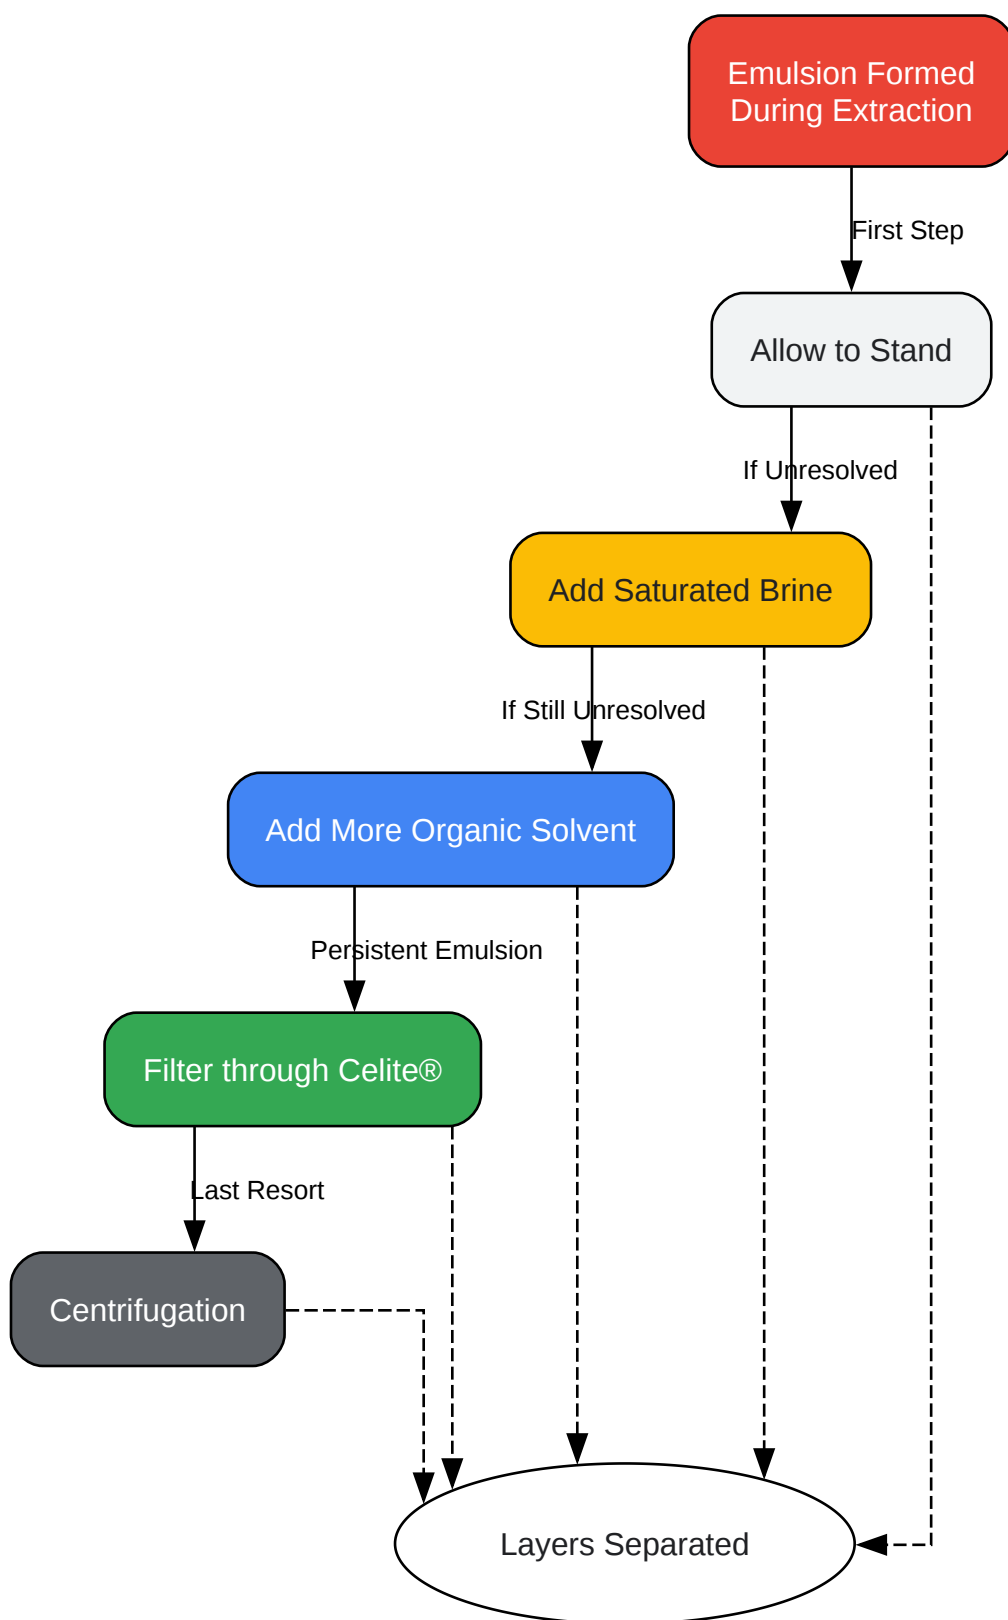 Emulsion Formed
During Extraction
First Step
Allow to Stand
If Unresolved
Add Saturated Brine
If Still Unresolved
Add More Organic Solvent
Persistent Emulsion
Filter through Celite®
Last Resort
Centrifugation
Layers Separated